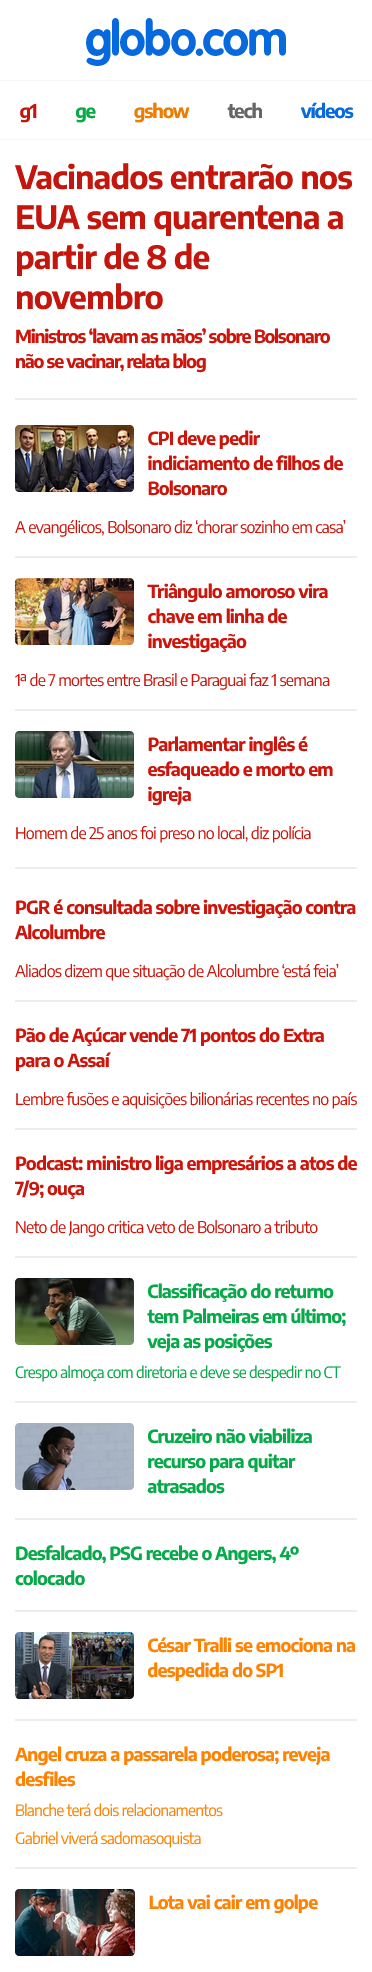 globo.com
g1 ge gshow tech vídeos
Vacinados entrarão nos
EUA sem quarentena a
partir de 8 de
novembro
Ministros ‘lavam as mãos’ sobre Bolsonaro
não se vacinar, relata blog
CPI deve pedir
indiciamento de filhos de
Bolsonaro
A evangélicos, Bolsonaro diz ‘chorar sozinho em casa’
Triângulo amoroso vira
chave em linha de
investigação
1ª de 7 mortes entre Brasil e Paraguai faz 1 semana
Parlamentar inglês é
esfaqueado e morto em
igreja
Homem de 25 anos foi preso no local, diz polícia
PGR é consultada sobre investigação contra
Alcolumbre
Aliados dizem que situação de Alcolumbre ‘está feia’
Pão de Açúcar vende 71 pontos do Extra
para o Assaí
Lembre fusões e aquisições bilionárias recentes no país
Podcast: ministro liga empresários a atos de
7/9; ouça
Neto de Jango critica veto de Bolsonaro a tributo
Classificação do returno
tem Palmeiras em último;
veja as posições
Crespo almoça com diretoria e deve se despedir no CT
Cruzeiro não viabiliza
recurso para quitar
atrasados
Desfalcado, PSG recebe o Angers, 4º
colocado
César Tralli se emociona na
despedida do SP1
Angel cruza a passarela poderosa; reveja
desfiles
Blanche terá dois relacionamentos
Gabriel viverá sadomasoquista
Lota vai cair em golpe